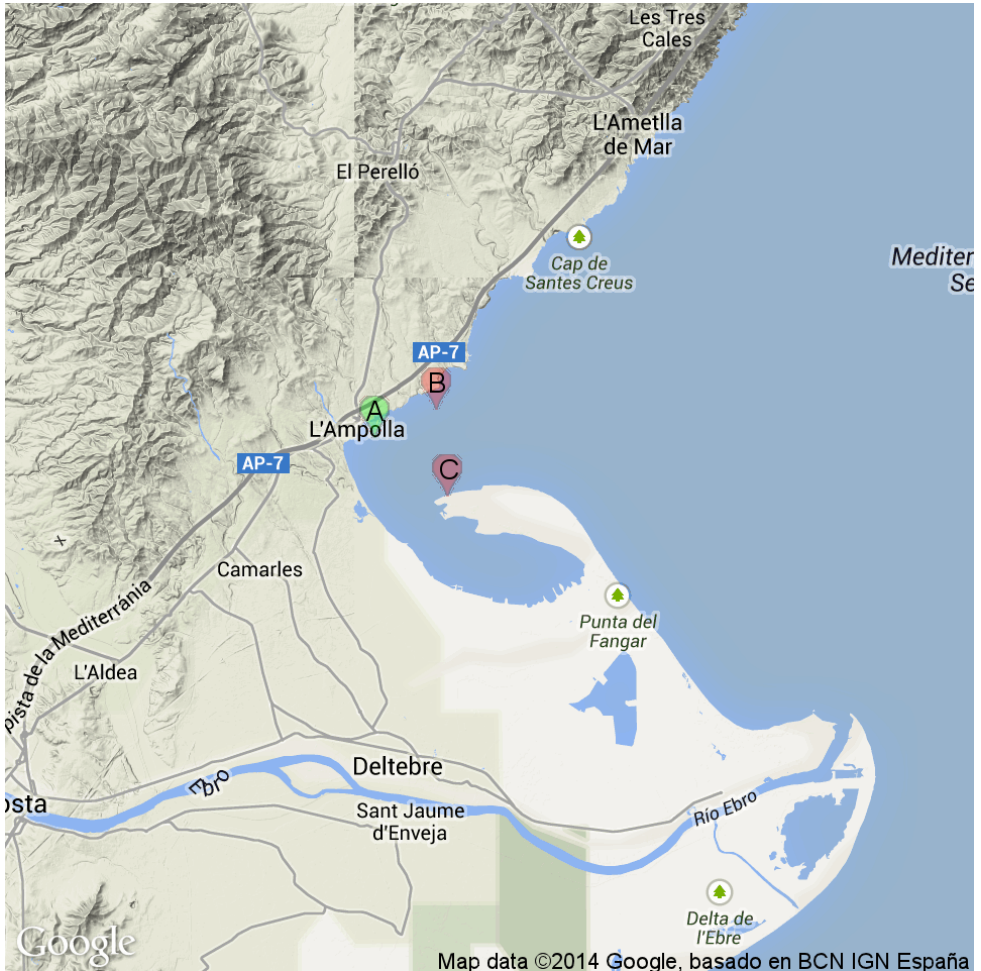 Les Tres
Cales
L'Ametlla
de Mar
El Perelló
Cap de
Santes Creus
Mediter
Se
AP-7
B
A
L'Ampolla
AP-7
C
Camarles
Punta del
Fangar
pista de la Mediterránia
L'Aldea
Deltebre
Ebro
osta
Sant Jaume
d'Enveja
Río Ebro
Delta de
l'Ebre
Google
Map data ©2014 Google, basado en BCN IGN España